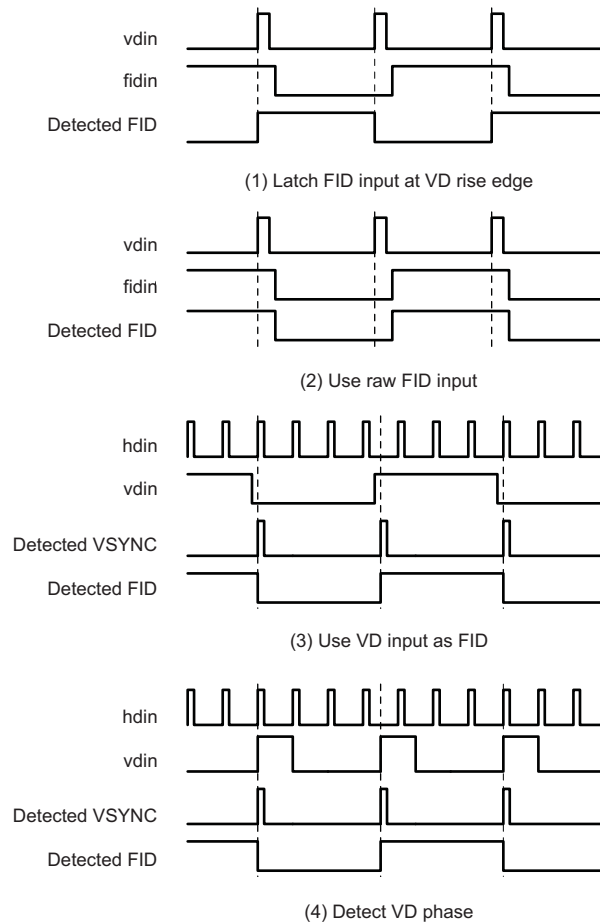 vdin
fidin
Detected FID
(1) Latch FID input at VD rise edge
vdin
fidin
Detected FID
(2) Use raw FID input
hdin
vdin
Detected VSYNC
Detected FID
(3) Use VD input as FID
hdin
vdin
Detected VSYNC
Detected FID
(4) Detect VD phase